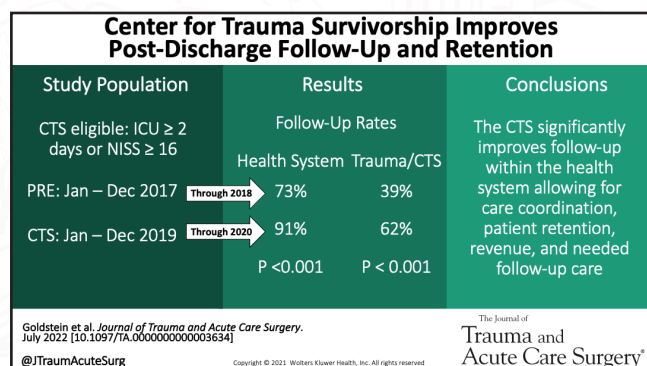 Center for Trauma Survivorship Improves
Post-Discharge Follow-Up and Retention
Study Population
CTS eligible: ICU ≥ 2
days or NISS ≥ 16
PRE: Jan – Dec 2017
CTS: Jan – Dec 2019
Results
Follow-Up Rates
Health System Trauma/CTS
Through 2018 73% 39%
Through 2020 91% 62%
P <0.001 P < 0.001
Conclusions
The CTS significantly
improves follow-up
within the health
system allowing for
care coordination,
patient retention,
revenue, and needed
follow-up care
Goldstein et al. Journal of Trauma and Acute Care Surgery.
July 2022 [10.1097/TA.0000000000003634]
@JTraumAcuteSurg
Copyright © 2021 Wolters Kluwer Health, Inc. All rights reserved
The Journal of
Trauma and
Acute Care Surgery®